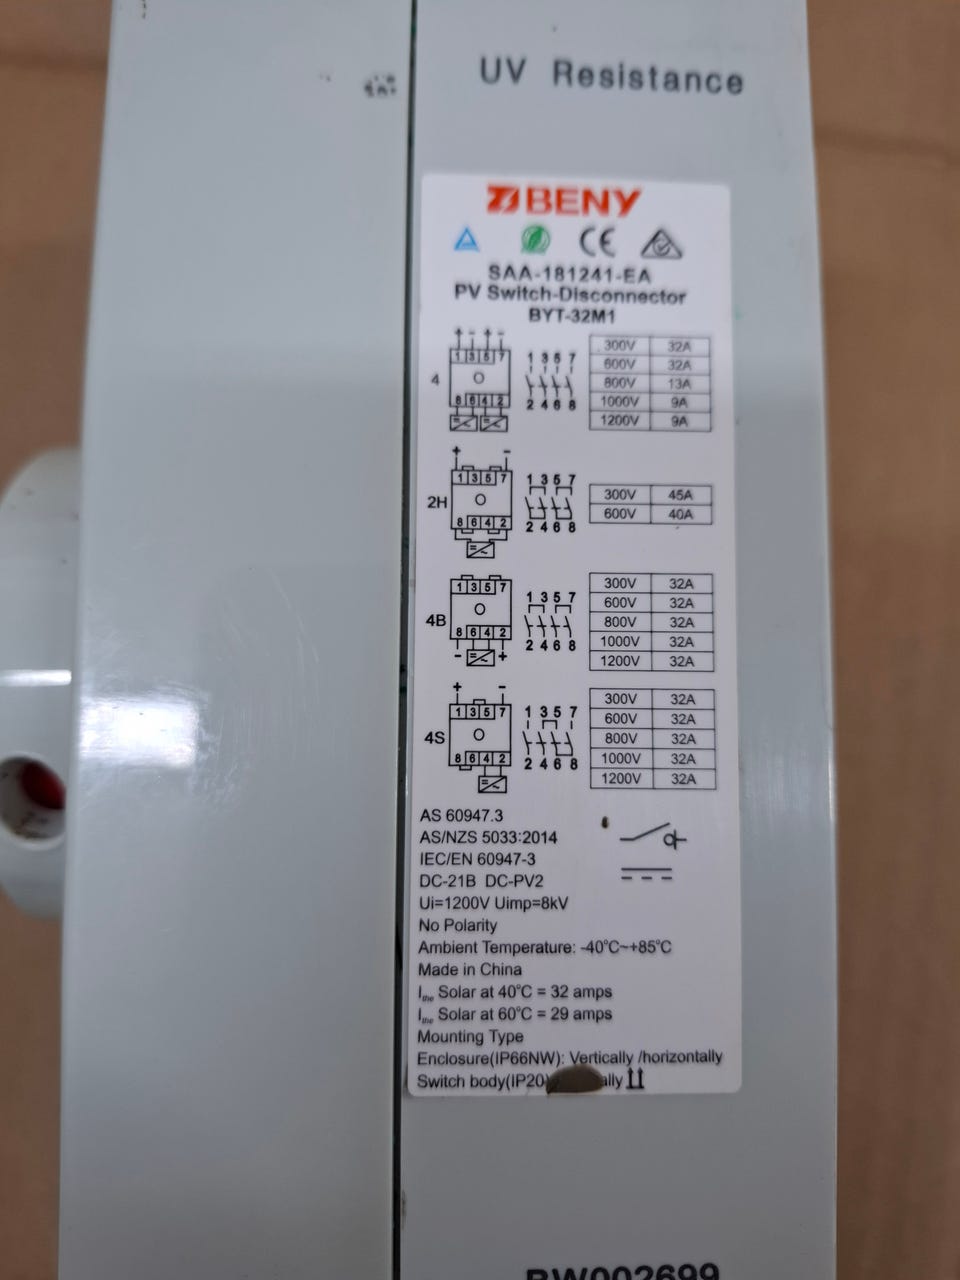 UV Resistance
BENY
CE
SAA-181241-EA
PV Switch-Disconnector
BYT-32M1
4
+ - + -
1 3 5 7
8 6 4 2
1 3 5 7
2 4 6 8
300V 32A
600V 32A
800V 13A
1000V 9A
1200V 9A
2H
+ -
1 3 5 7
8 6 4 2
1 3 5 7
2 4 6 8
300V 45A
600V 40A
4B
1 3 5 7
8 6 4 2
- +
1 3 5 7
2 4 6 8
300V 32A
600V 32A
800V 32A
1000V 32A
1200V 32A
4S
+ -
1 3 5 7
8 6 4 2
1 3 5 7
2 4 6 8
300V 32A
600V 32A
800V 32A
1000V 32A
1200V 32A
AS 60947.3
AS/NZS 5033:2014
IEC/EN 60947-3
DC-21B DC-PV2
Ui=1200V Uimp=8kV
No Polarity
Ambient Temperature: -40℃~+85℃
Made in China
Ithe Solar at 40℃ = 32 amps
Ithe Solar at 60℃ = 29 amps
Mounting Type
Enclosure(IP66NW): Vertically /horizontally
Switch body(IP20)
BW002699